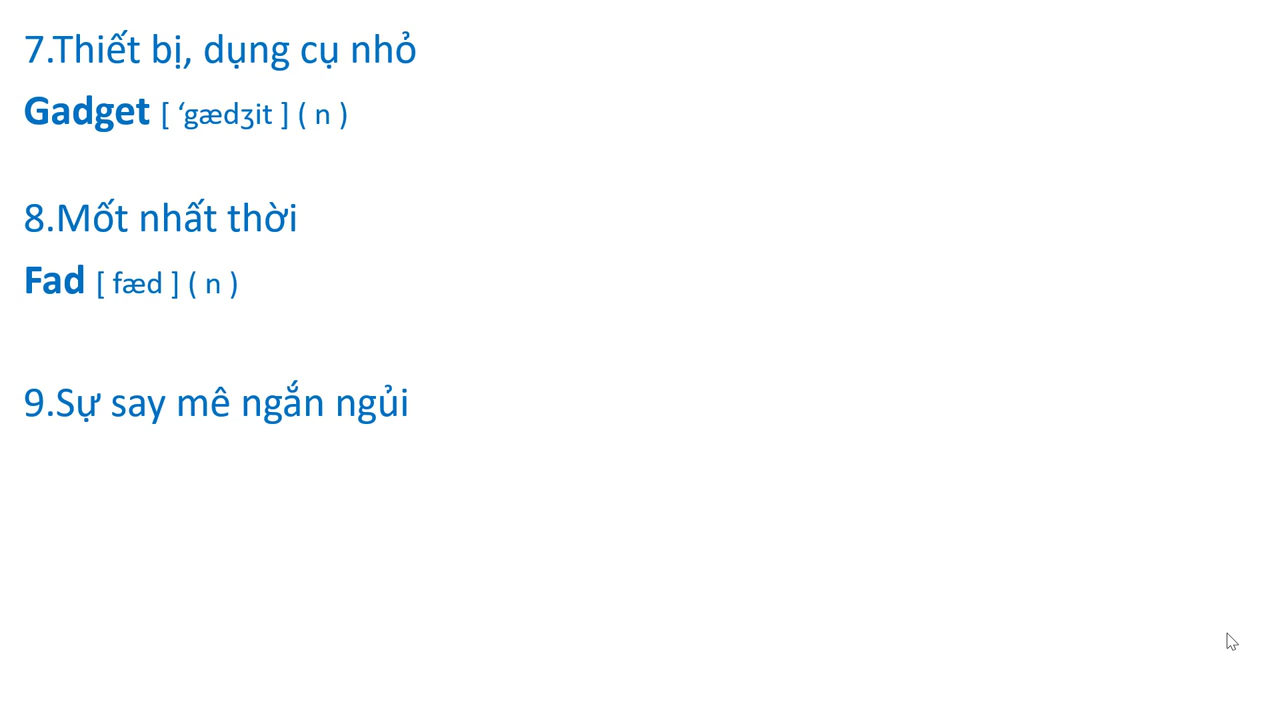 7.Thiết bị, dụng cụ nhỏ
Gadget [ ‘gædʒit ] ( n )
8.Mốt nhất thời
Fad [ fæd ] ( n )
9.Sự say mê ngắn ngủi